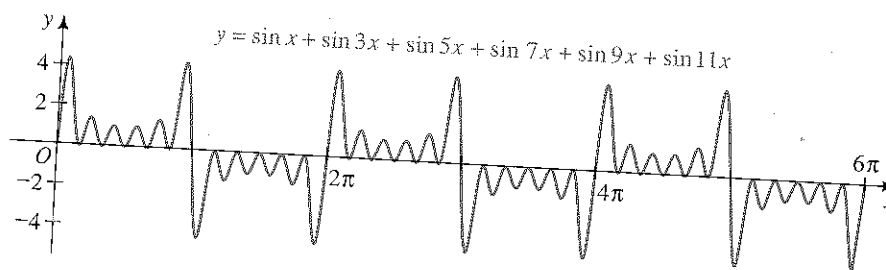 y
y = sin x + sin 3x + sin 5x + sin 7x + sin 9x + sin 11x
4
2
O
2π
4π
6π
−2
−4